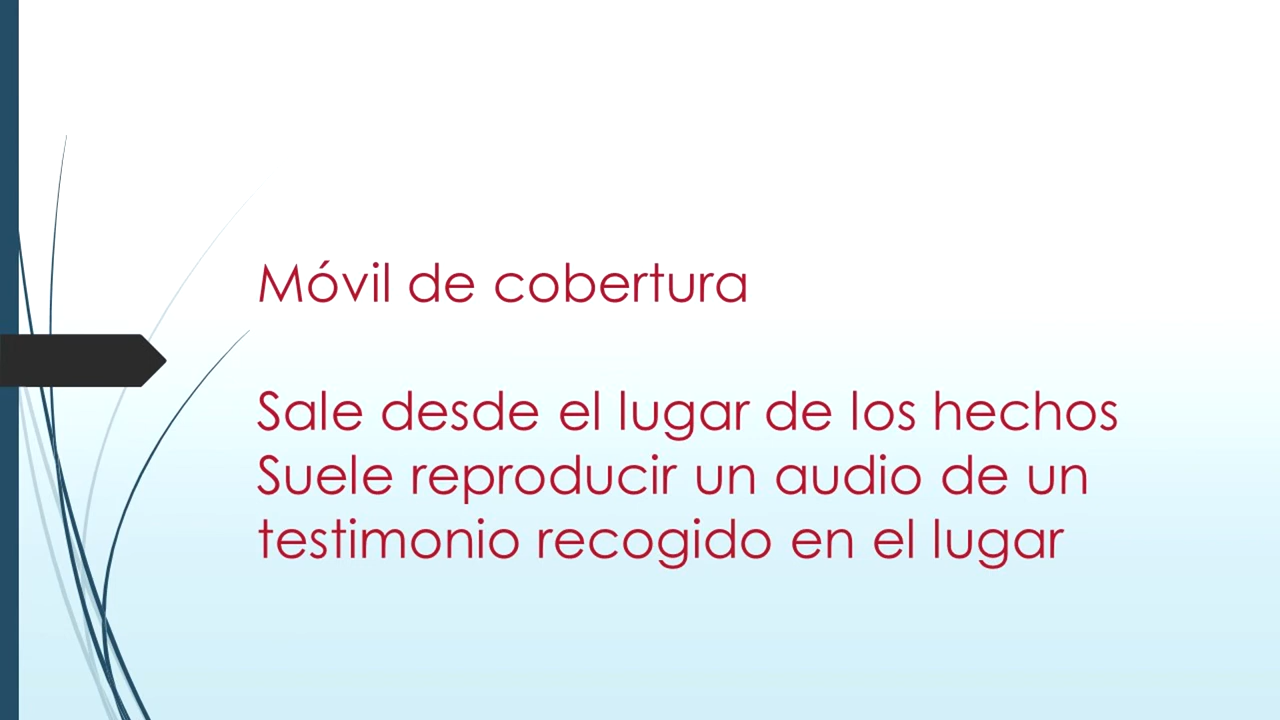 Móvil de cobertura
Sale desde el lugar de los hechos
Suele reproducir un audio de un
testimonio recogido en el lugar